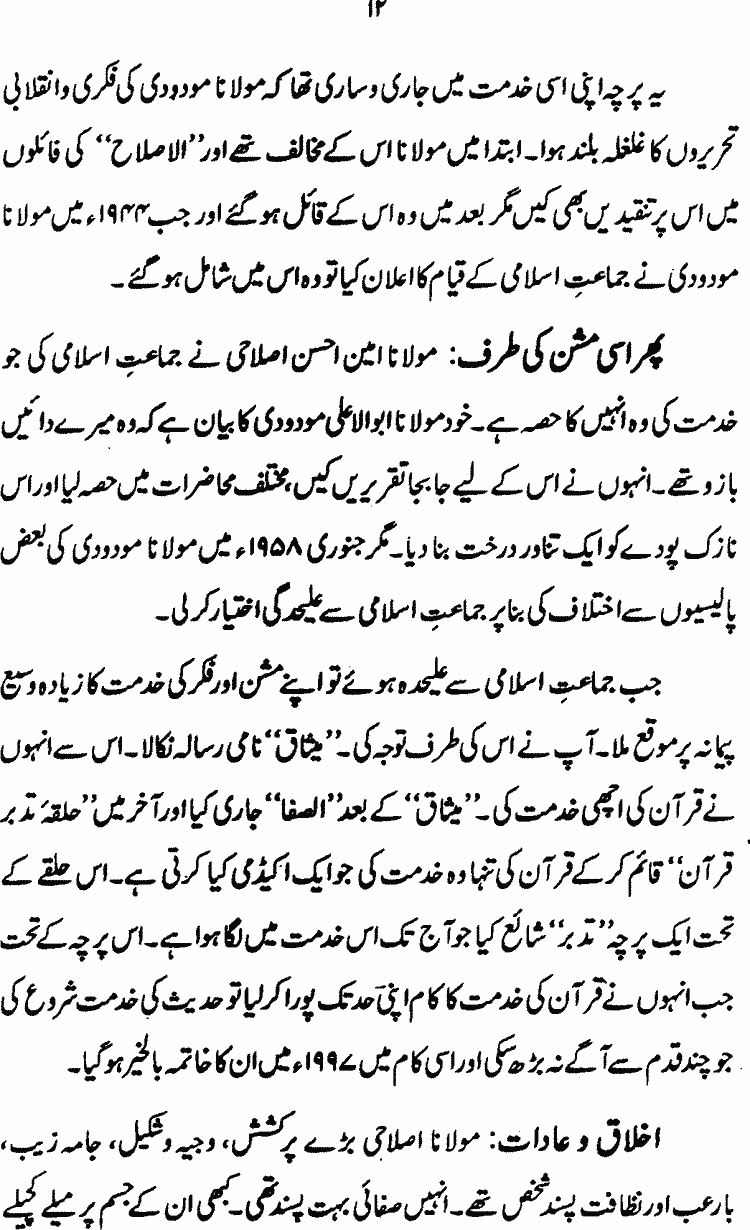 ۱۲
یہ پرچہ اپنی اسی خدمت میں جاری و ساری تھا کہ مولانا مودودی کی فکری و انقلابی
تحریروں کا غلغلہ بلند ہوا۔ ابتدا میں مولانا اس کے مخالف تھے اور ”الاصلاح“ کی فائلوں
میں اس پر تنقیدیں بھی کیں مگر بعد میں وہ اس کے قائل ہو گئے اور جب ۱۹۴۴ء میں مولانا
مودودی نے جماعتِ اسلامی کے قیام کا اعلان کیا تو وہ اس میں شامل ہو گئے۔
پھر اسی مشن کی طرف: مولانا امین احسن اصلاحی نے جماعتِ اسلامی کی جو
خدمت کی وہ انہیں کا حصہ ہے۔ خود مولانا ابوالاعلی مودودی کا بیان ہے کہ وہ میرے دائیں
بازو تھے۔ انہوں نے اس کے لیے جابجا تقریریں کیں، مختلف محاضرات میں حصہ لیا اور اس
نازک پودے کو ایک تناور درخت بنا دیا۔ مگر جنوری ۱۹۵۸ء میں مولانا مودودی کی بعض
پالیسیوں سے اختلاف کی بنا پر جماعتِ اسلامی سے علیحدگی اختیار کر لی۔
جب جماعتِ اسلامی سے علیحدہ ہوئے تو اپنے مشن اور فکر کی خدمت کا زیادہ وسیع
پیمانہ پر موقع ملا۔ آپ نے اس کی طرف توجہ کی۔ ”میثاق“ نامی رسالہ نکالا۔ اس سے انہوں
نے قرآن کی اچھی خدمت کی۔ ”میثاق“ کے بعد ”الصفا“ جاری کیا اور آخر میں ”حلقۂ تدبر
قرآن“ قائم کر کے قرآن کی تنہا وہ خدمت کی جو ایک اکیڈمی کیا کرتی ہے۔ اس حلقے کے
تحت ایک پرچہ ”تدبر“ شائع کیا جو آج تک اس خدمت میں لگا ہوا ہے۔ اس پرچہ کے تحت
جب انہوں نے قرآن کی خدمت کا کام اپنی حد تک پورا کر لیا تو حدیث کی خدمت شروع کی
جو چند قدم سے آگے نہ بڑھ سکی اور اسی کام میں ۱۹۹۷ء میں ان کا خاتمہ بالخیر ہو گیا۔
اخلاق و عادات: مولانا اصلاحی بڑے پرکشش، وجیہ و شکیل، جامہ زیب،
بارعب اور نظافت پسند شخص تھے۔ انہیں صفائی بہت پسند تھی۔ کبھی ان کے جسم پر میلے کچیلے